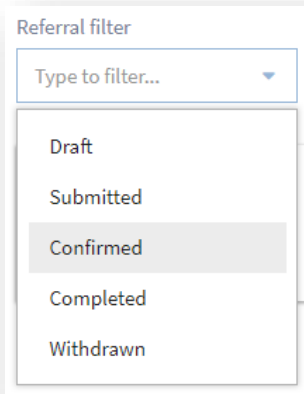 Referral filter
Type to filter...
Draft
Submitted
Confirmed
Completed
Withdrawn